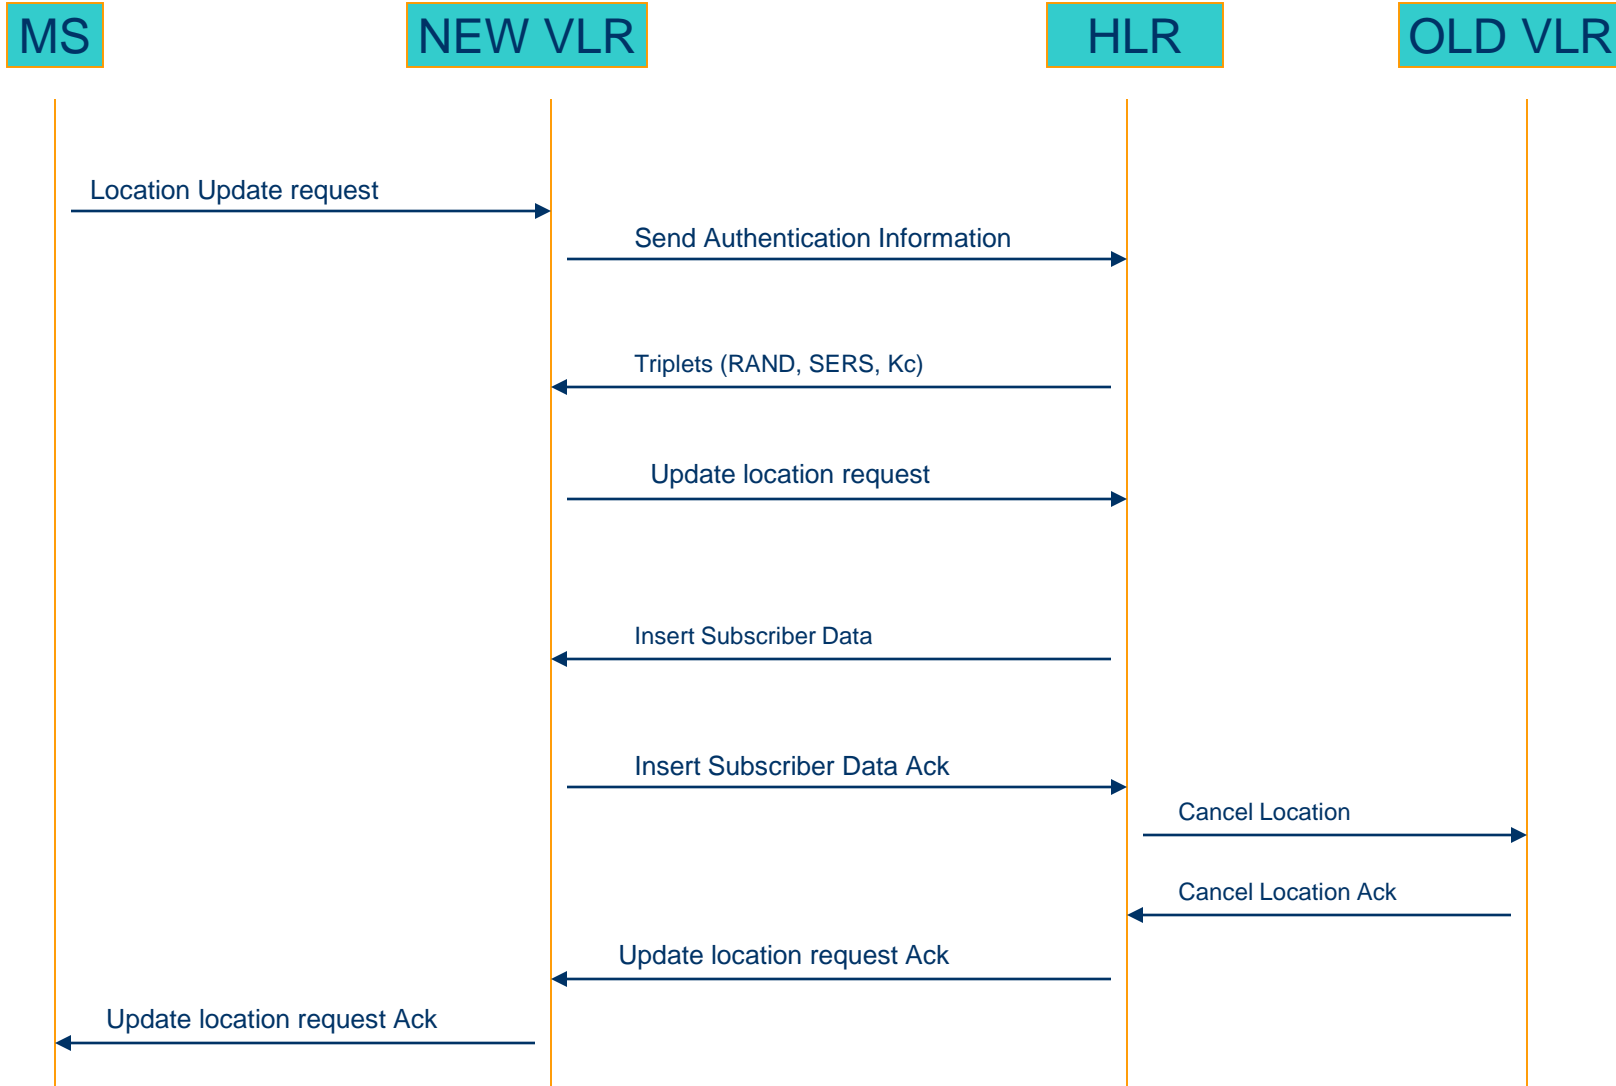 MS
NEW VLR
HLR
OLD VLR
Location Update request
Send Authentication Information
Triplets (RAND, SERS, Kc)
Update location request
Insert Subscriber Data
Insert Subscriber Data Ack
Cancel Location
Cancel Location Ack
Update location request Ack
Update location request Ack